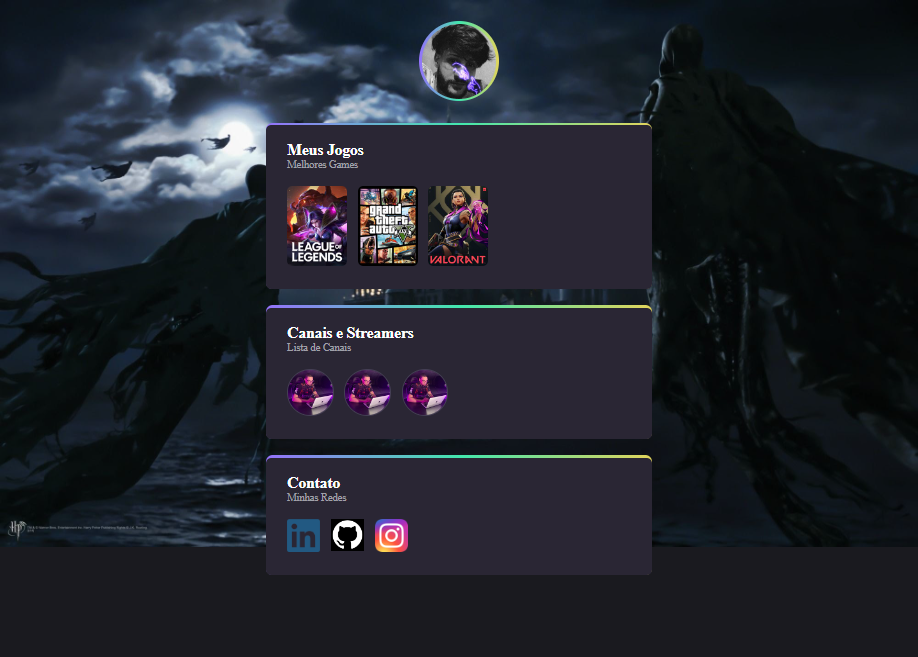 Meus Jogos
Melhores Games
LEAGUE OF
LEGENDS
grand
theft
auto V
VALORANT
Canais e Streamers
Lista de Canais
Contato
Minhas Redes
in